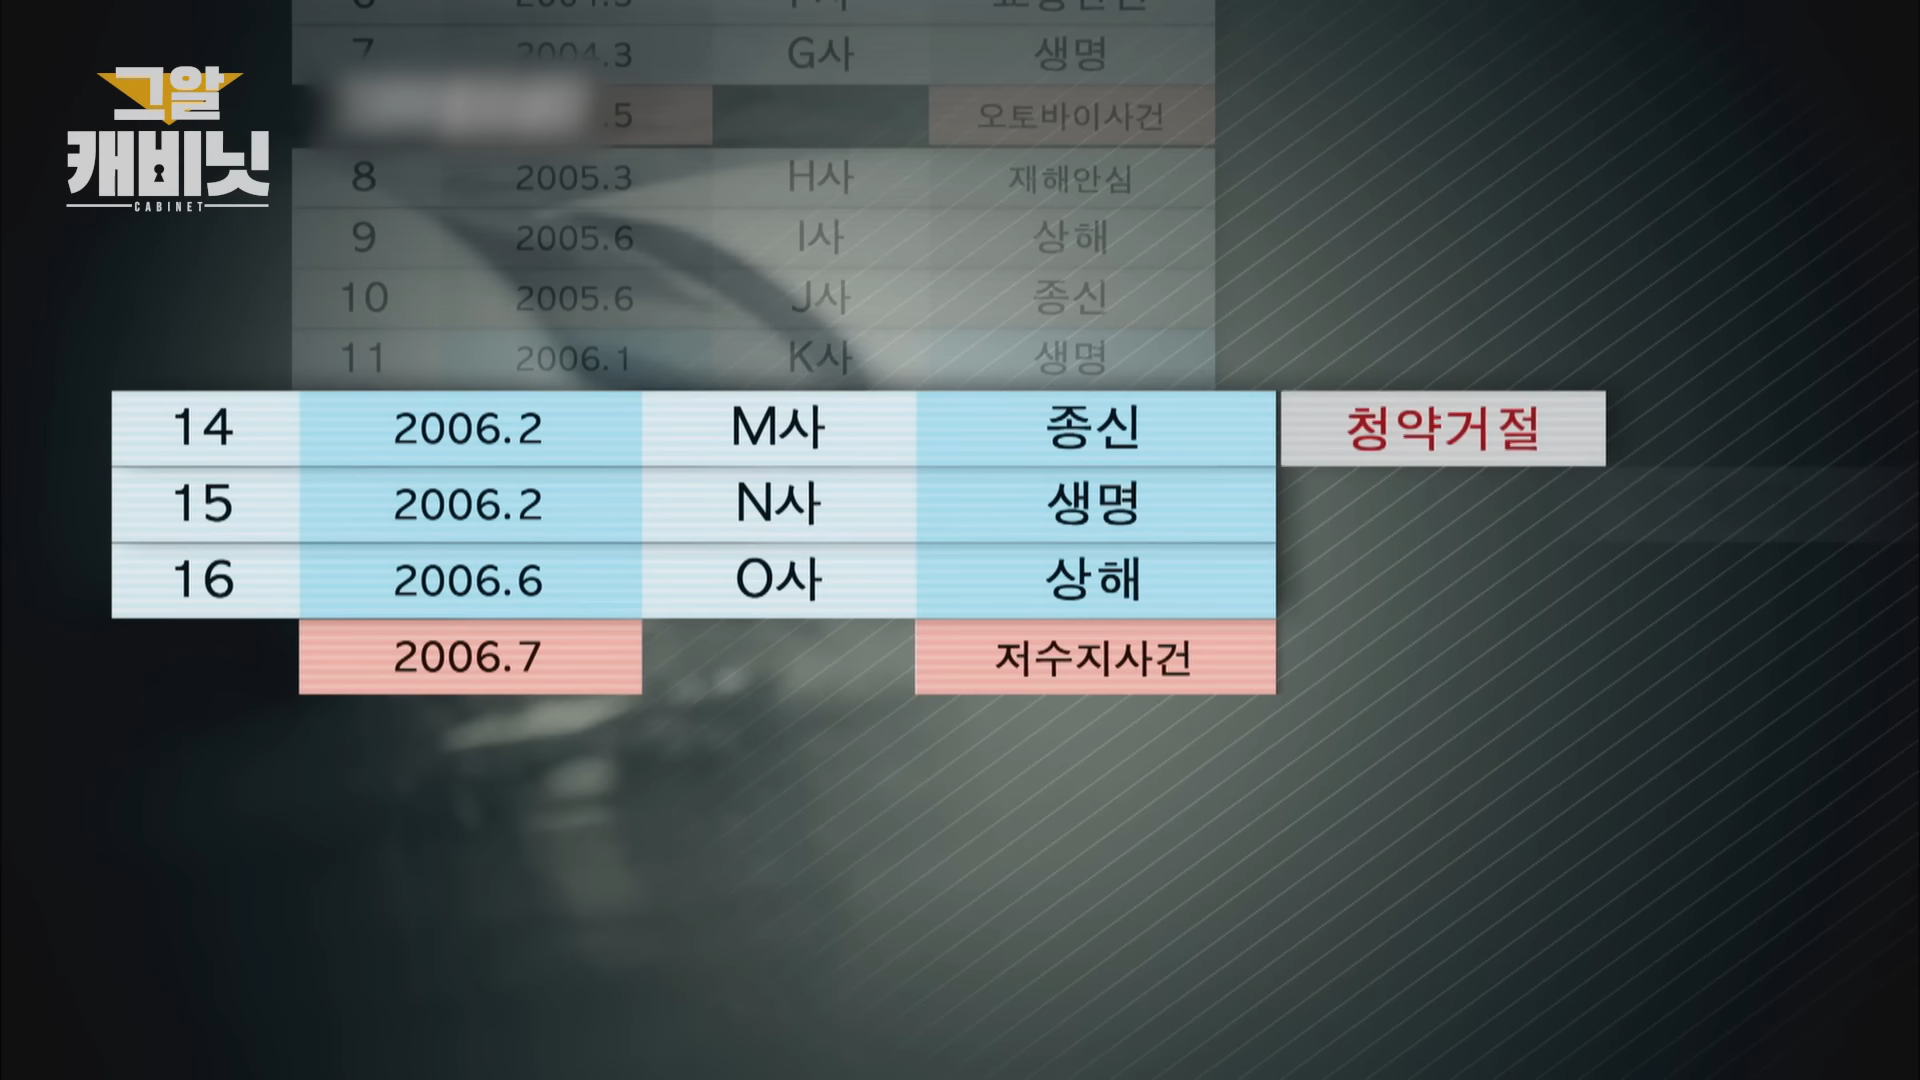 7 2004.3 G사 생명
그알
캐비닛
CABINET
.5 오토바이사건
8 2005.3 H사 재해안심
9 2005.6 I사 상해
10 2005.6 J사 종신
11 2006.1 K사 생명
14 2006.2 M사 종신 청약거절
15 2006.2 N사 생명
16 2006.6 O사 상해
2006.7 저수지사건